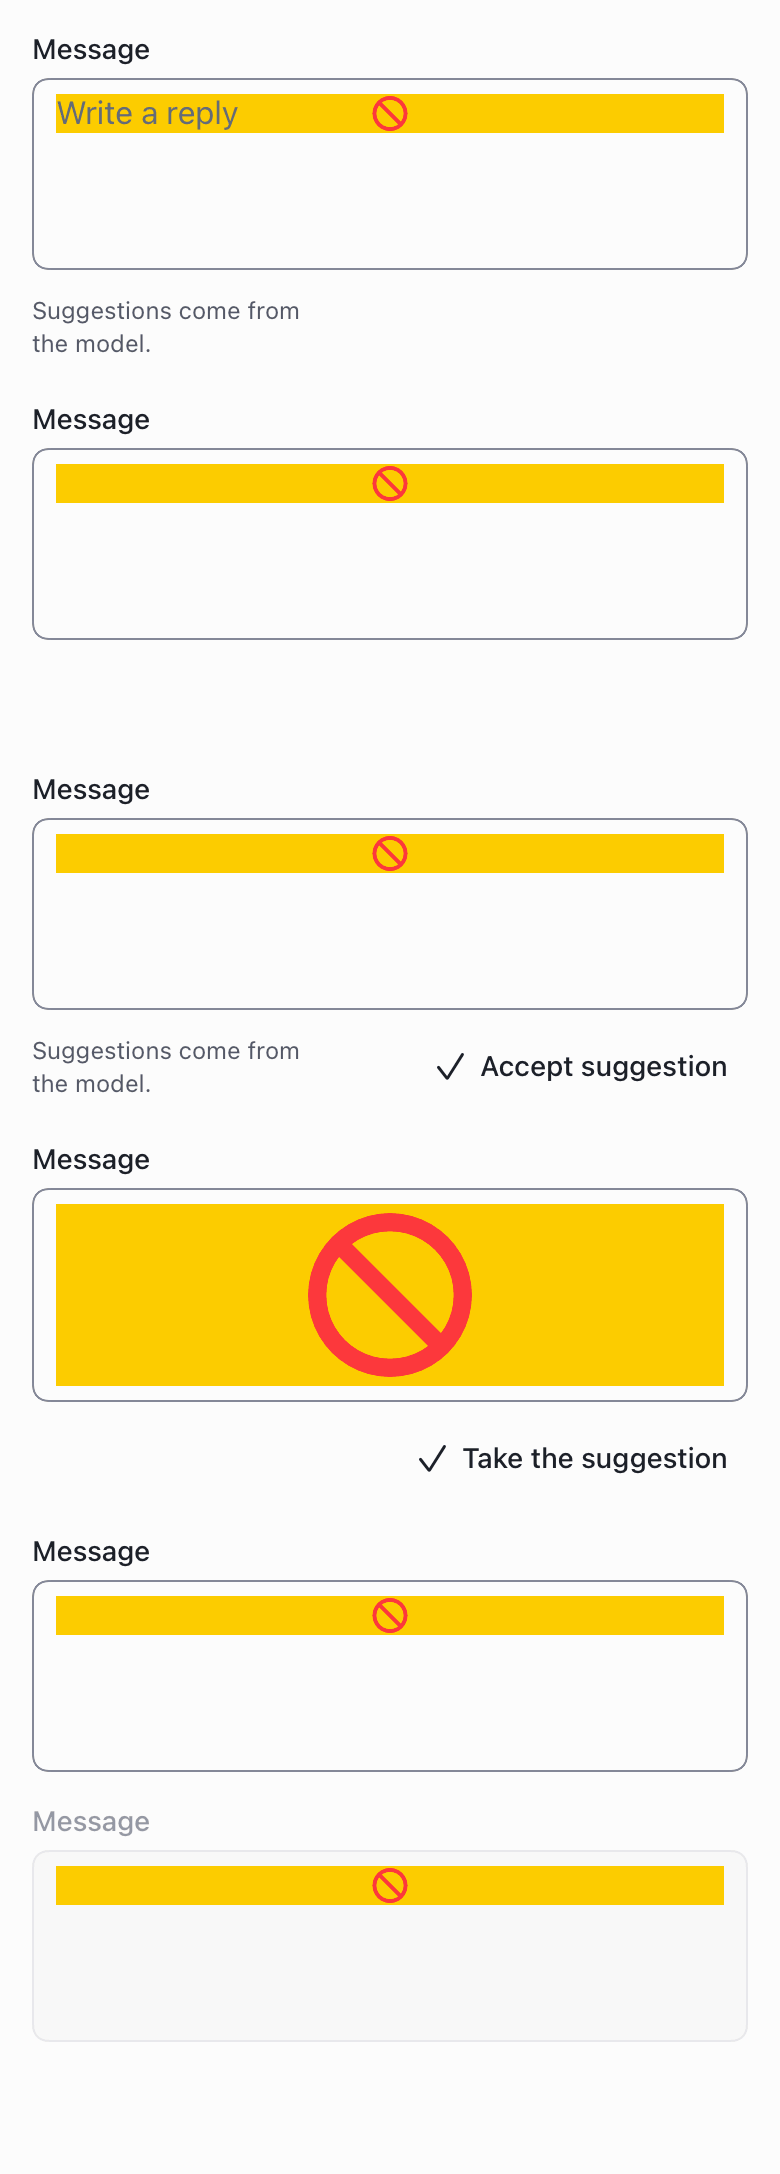 Message
Write a reply
Suggestions come from
the model.
Message
Message
Suggestions come from
the model.
Accept suggestion
Message
Take the suggestion
Message
Message